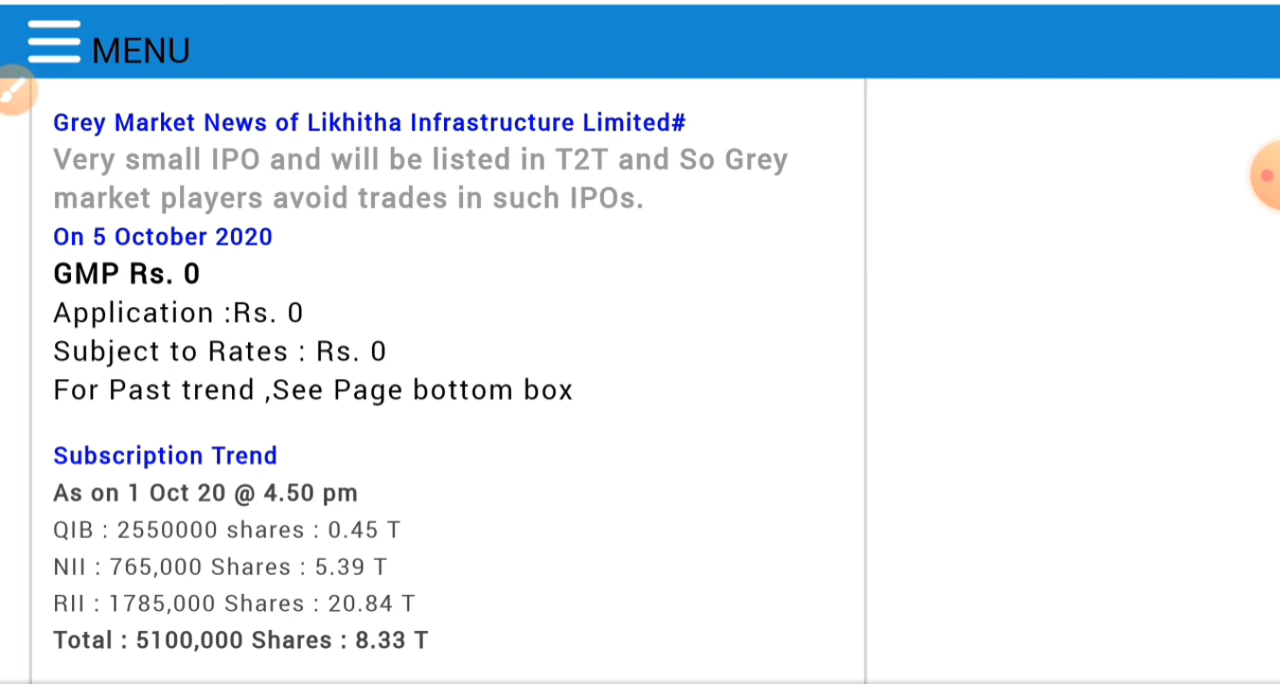 MENU
Grey Market News of Likhitha Infrastructure Limited#
Very small IPO and will be listed in T2T and So Grey
market players avoid trades in such IPOs.
On 5 October 2020
GMP Rs. 0
Application :Rs. 0
Subject to Rates : Rs. 0
For Past trend ,See Page bottom box
Subscription Trend
As on 1 Oct 20 @ 4.50 pm
QIB : 2550000 shares : 0.45 T
NII : 765,000 Shares : 5.39 T
RII : 1785,000 Shares : 20.84 T
Total : 5100,000 Shares : 8.33 T